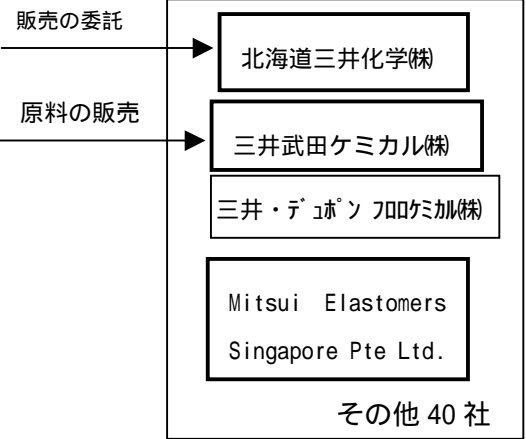 販売の委託
北海道三井化学㈱
原料の販売
三井武田ケミカル㈱
三井・ﾃﾞｭﾎﾟﾝ ﾌﾛﾛｹﾐｶﾙ㈱
Mitsui Elastomers
Singapore Pte Ltd.
その他 40 社